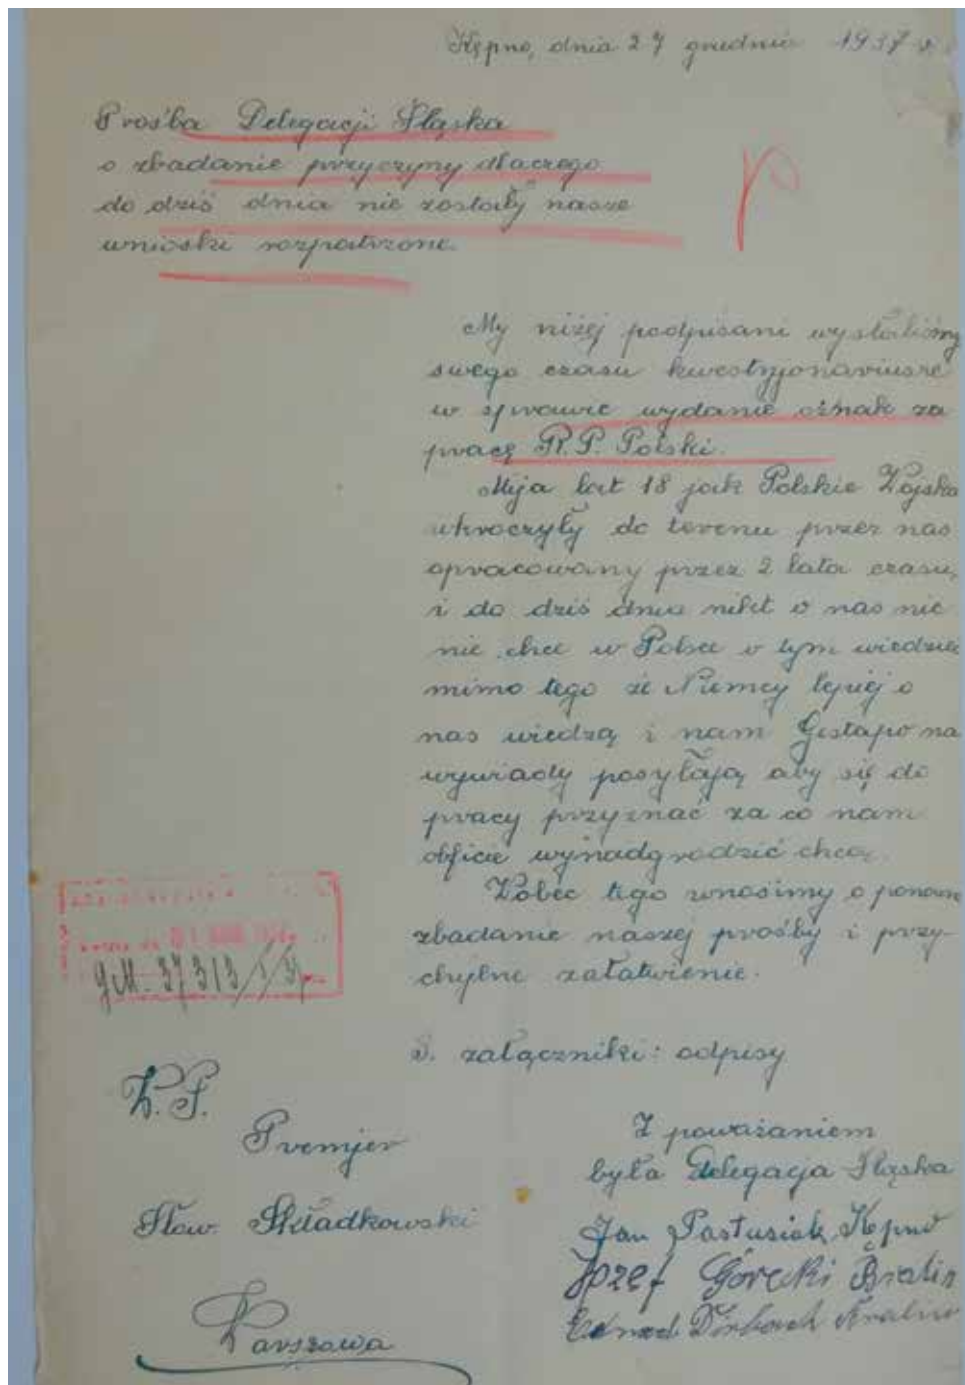 Kępno, dnia 27 grudnia 1937 r.
Prośba Delegacji Śląska
o zbadanie przyczyny dlaczego
do dziś dnia nie zostały nasze
wnioski rozpatrzone.
My niżej podpisani wystaliśmy
swego czasu kwestyjonariusze
w sprawie wydanie oznak za
pracę R.P. Polski.
Mija lat 18 jak Polskie Wojska
wkroczyły do terenu przez nas
opracowany przez 2 lata czasu,
i do dziś dnia nikt o nas nic
nie chce w Polsce o tym wiedzieć
mimo tego że Niemcy lepiej o
nas wiedzą i nam Gestapo na
wywiady posyłają aby się do
pracy przyznać za co nam
obficie wynadgrodzić chcą.
Wobec tego wnosimy o ponowne
zbadanie naszej prośby i przy-
chylne załatwienie.
GM. 37313/
3. załączniki: odpisy
W. P.
Premjer
Sław. Składkowski
Warszawa
Z poważaniem
była Delegacja Śląska
Jan Pastusiak Kępno
Józef Górecki Bralin